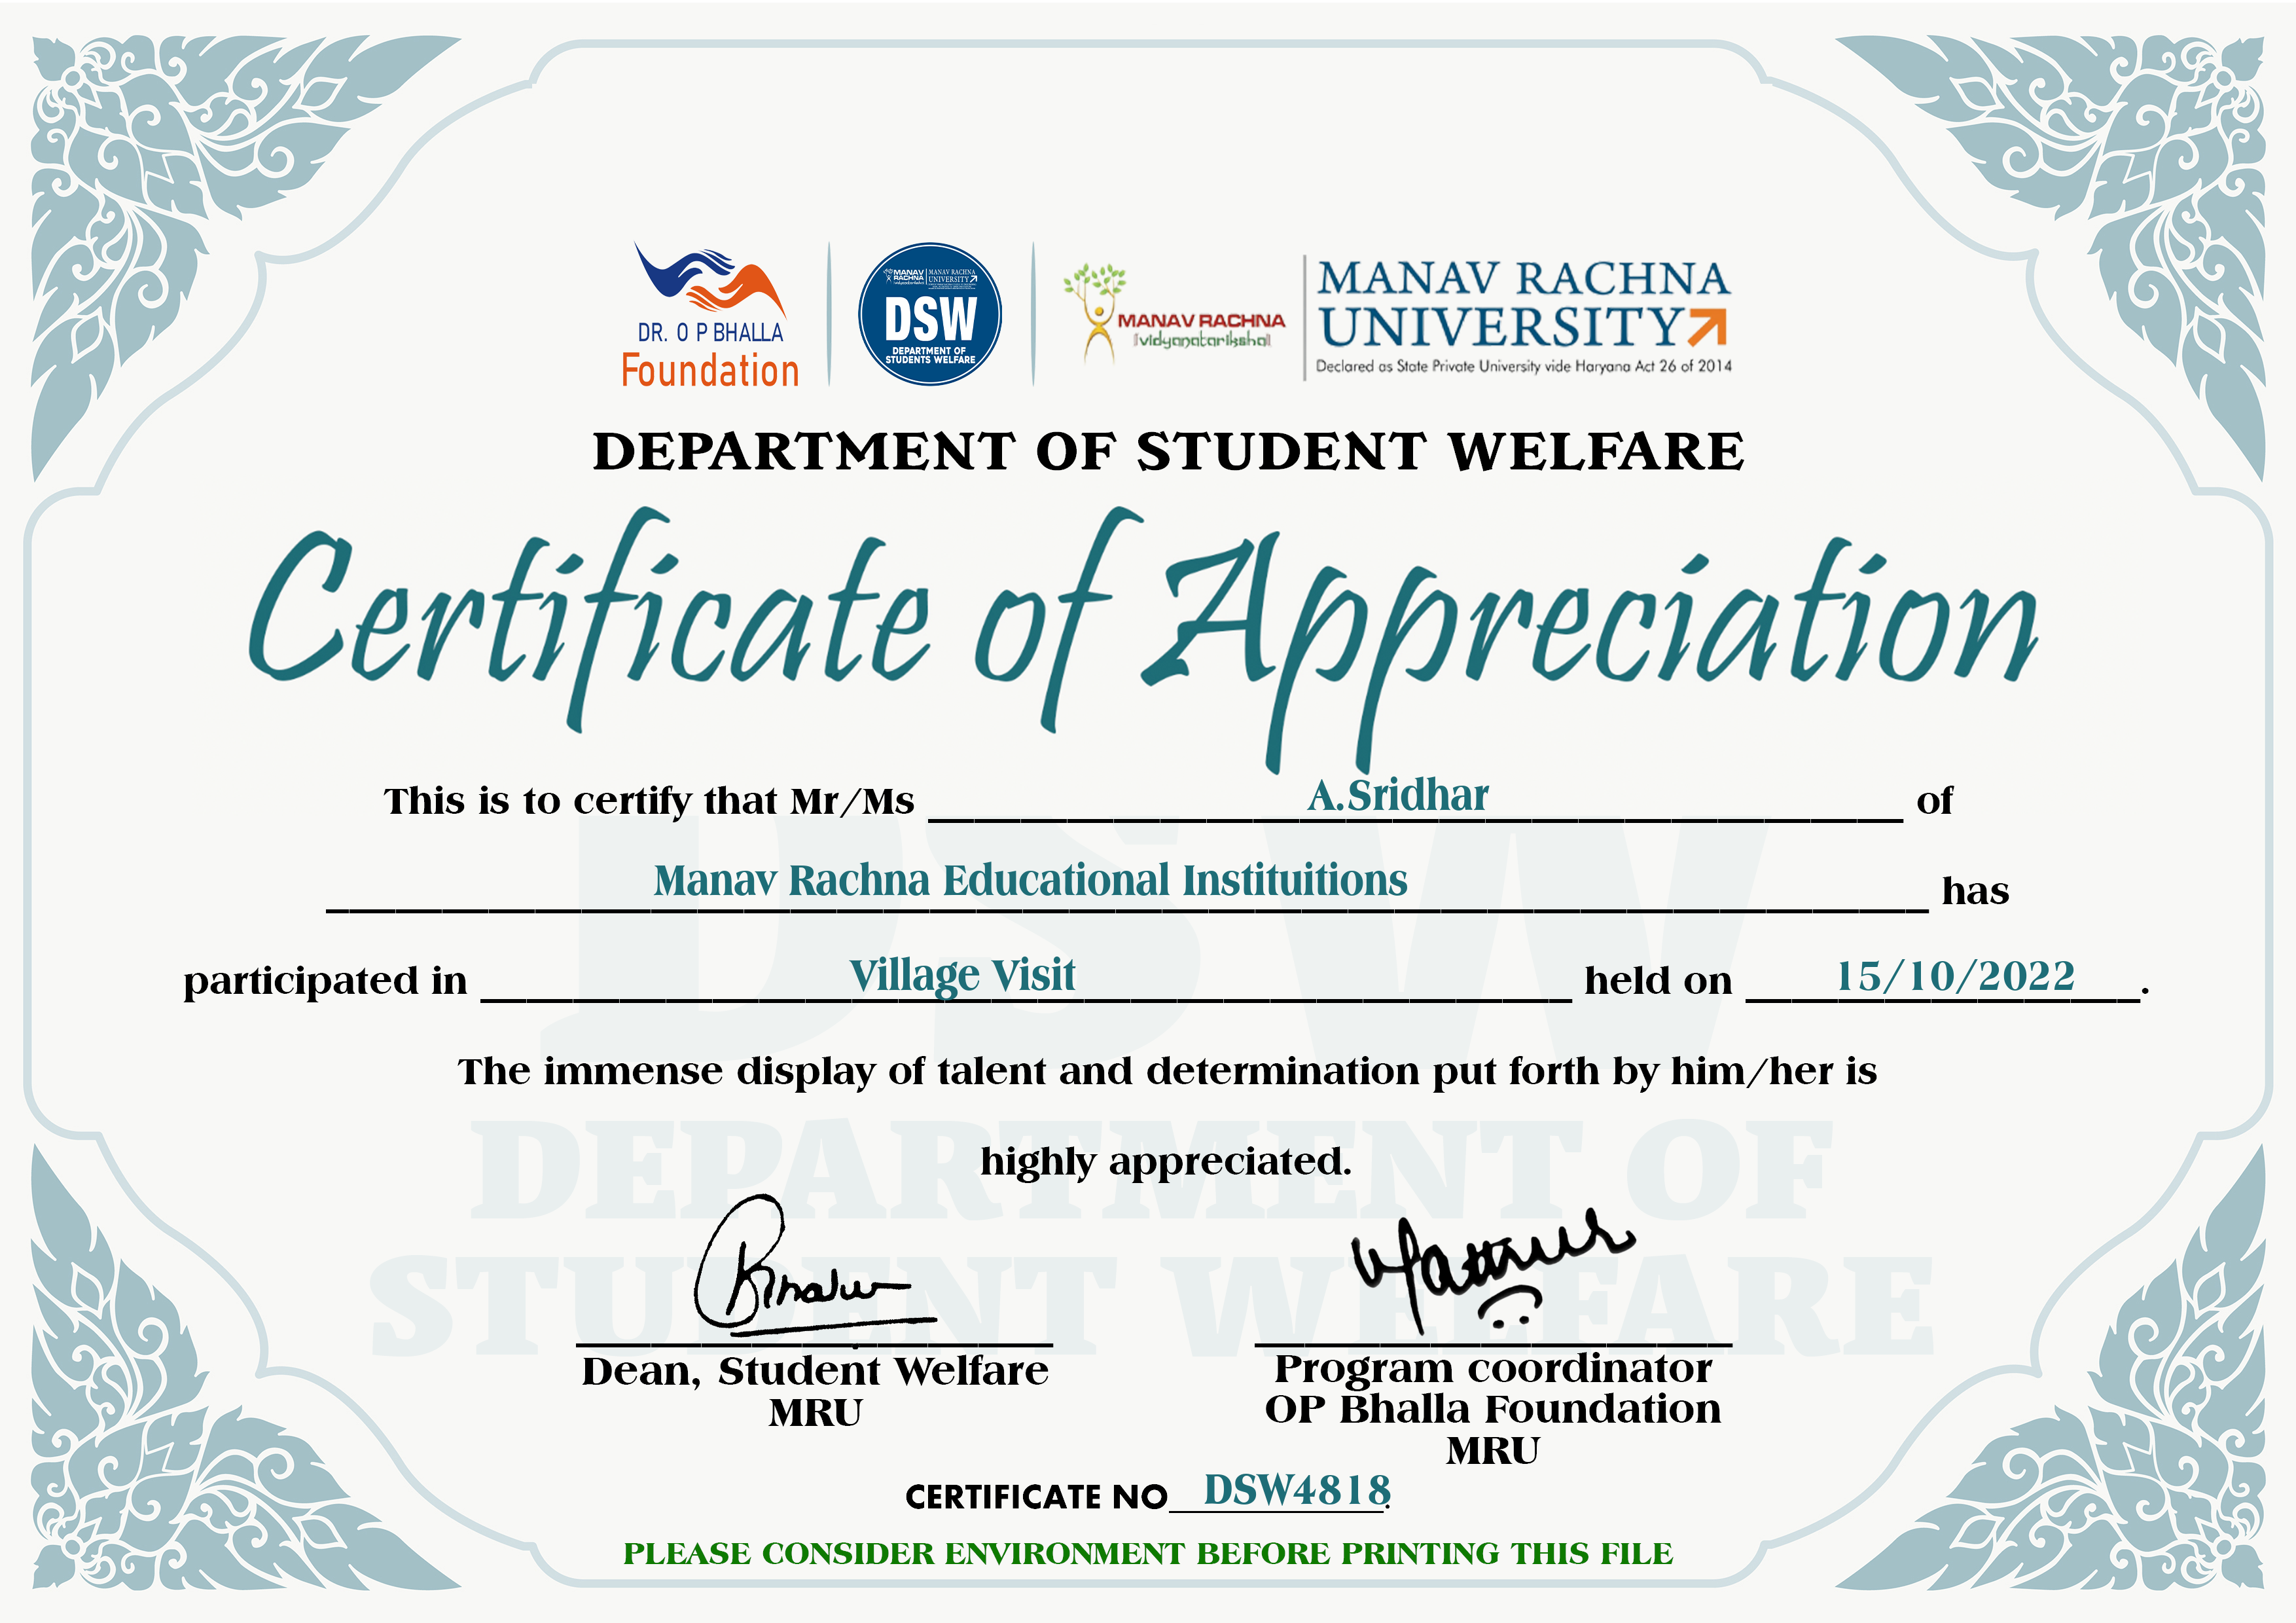 DR. O P BHALLA
Foundation
MANAV RACHNA
MANAV RACHNA UNIVERSITY
DSW
DEPARTMENT OF
STUDENTS WELFARE
MANAV RACHNA
vidyanatariksha
MANAV RACHNA
UNIVERSITY
Declared as State Private University vide Haryana Act 26 of 2014
DEPARTMENT OF STUDENT WELFARE
Certificate of Appreciation
This is to certify that Mr/Ms A.Sridhar of
Manav Rachna Educational Instituitions has
participated in Village Visit held on 15/10/2022.
The immense display of talent and determination put forth by him/her is
highly appreciated.
DSW
DEPARTMENT OF
STUDENT WELFARE
Dean, Student Welfare
MRU
Program coordinator
OP Bhalla Foundation
MRU
CERTIFICATE NO DSW4818.
PLEASE CONSIDER ENVIRONMENT BEFORE PRINTING THIS FILE